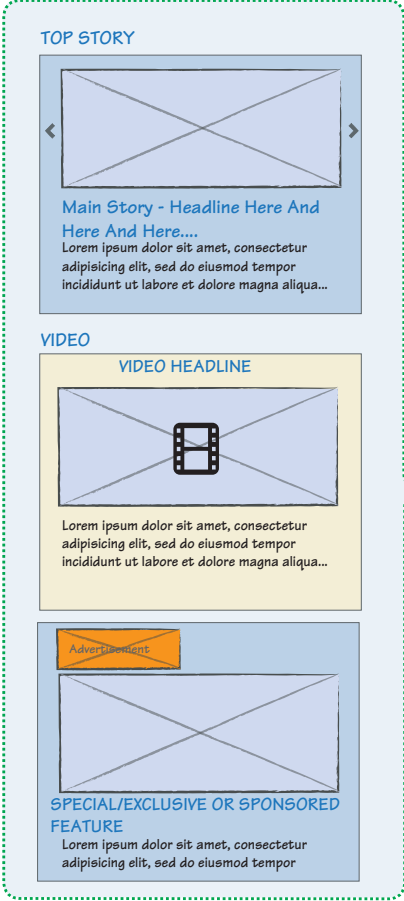 TOP STORY
Main Story - Headline Here And
Here And Here....
Lorem ipsum dolor sit amet, consectetur
adipisicing elit, sed do eiusmod tempor
incididunt ut labore et dolore magna aliqua...
VIDEO
VIDEO HEADLINE
Lorem ipsum dolor sit amet, consectetur
adipisicing elit, sed do eiusmod tempor
incididunt ut labore et dolore magna aliqua...
Advertisement
SPECIAL/EXCLUSIVE OR SPONSORED
FEATURE
Lorem ipsum dolor sit amet, consectetur
adipisicing elit, sed do eiusmod tempor